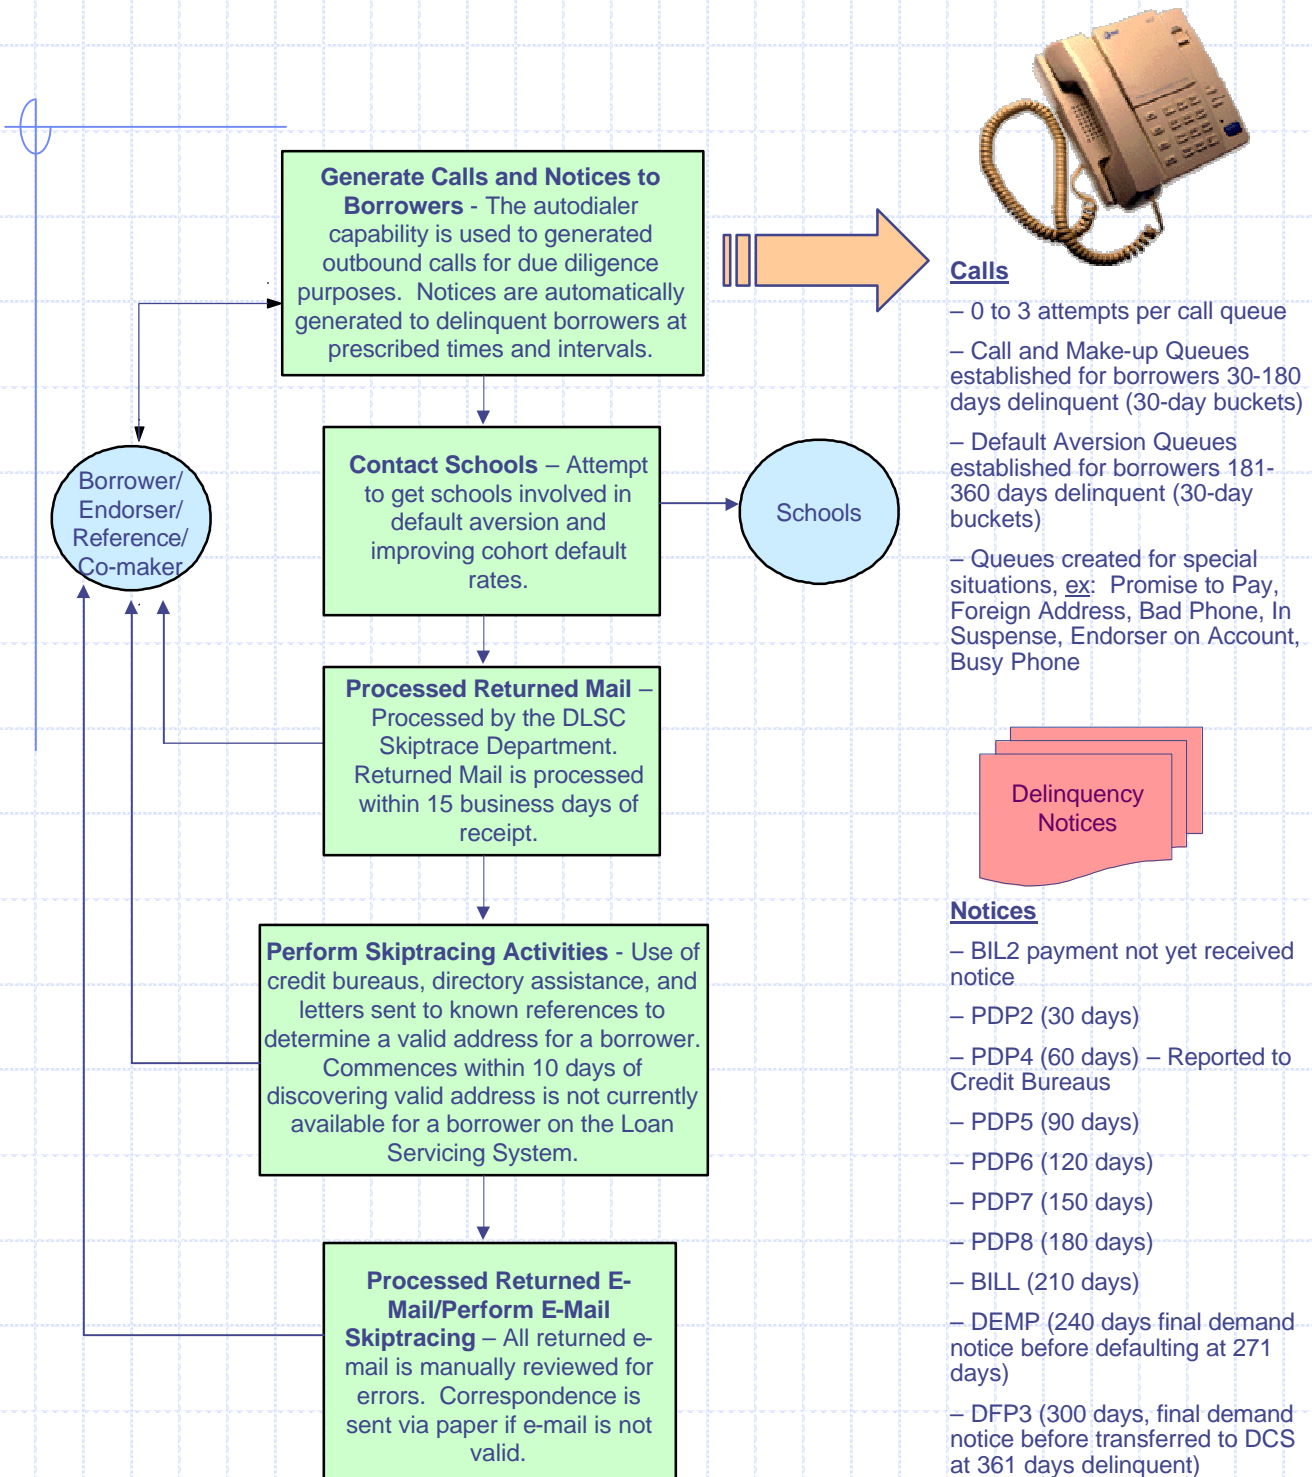 Generate Calls and Notices to
Borrowers - The autodialer
capability is used to generated
outbound calls for due diligence
purposes.  Notices are automatically
generated to delinquent borrowers at
prescribed times and intervals.
Contact Schools – Attempt
to get schools involved in
default aversion and
improving cohort default
rates.
Borrower/
Endorser/
Reference/
Co-maker
Schools
Processed Returned Mail –
Processed by the DLSC
Skiptrace Department.
Returned Mail is processed
within 15 business days of
receipt.
Perform Skiptracing Activities - Use of
credit bureaus, directory assistance, and
letters sent to known references to
determine a valid address for a borrower.
Commences within 10 days of
discovering valid address is not currently
available for a borrower on the Loan
Servicing System.
Processed Returned E-
Mail/Perform E-Mail
Skiptracing – All returned e-
mail is manually reviewed for
errors.  Correspondence is
sent via paper if e-mail is not
valid.
Calls
– 0 to 3 attempts per call queue
– Call and Make-up Queues
established for borrowers 30-180
days delinquent (30-day buckets)
– Default Aversion Queues
established for borrowers 181-
360 days delinquent (30-day
buckets)
– Queues created for special
situations, ex:  Promise to Pay,
Foreign Address, Bad Phone, In
Suspense, Endorser on Account,
Busy Phone
Delinquency
Notices
Notices
– BIL2 payment not yet received
notice
– PDP2 (30 days)
– PDP4 (60 days) – Reported to
Credit Bureaus
– PDP5 (90 days)
– PDP6 (120 days)
– PDP7 (150 days)
– PDP8 (180 days)
– BILL (210 days)
– DEMP (240 days final demand
notice before defaulting at 271
days)
– DFP3 (300 days, final demand
notice before transferred to DCS
at 361 days delinquent)